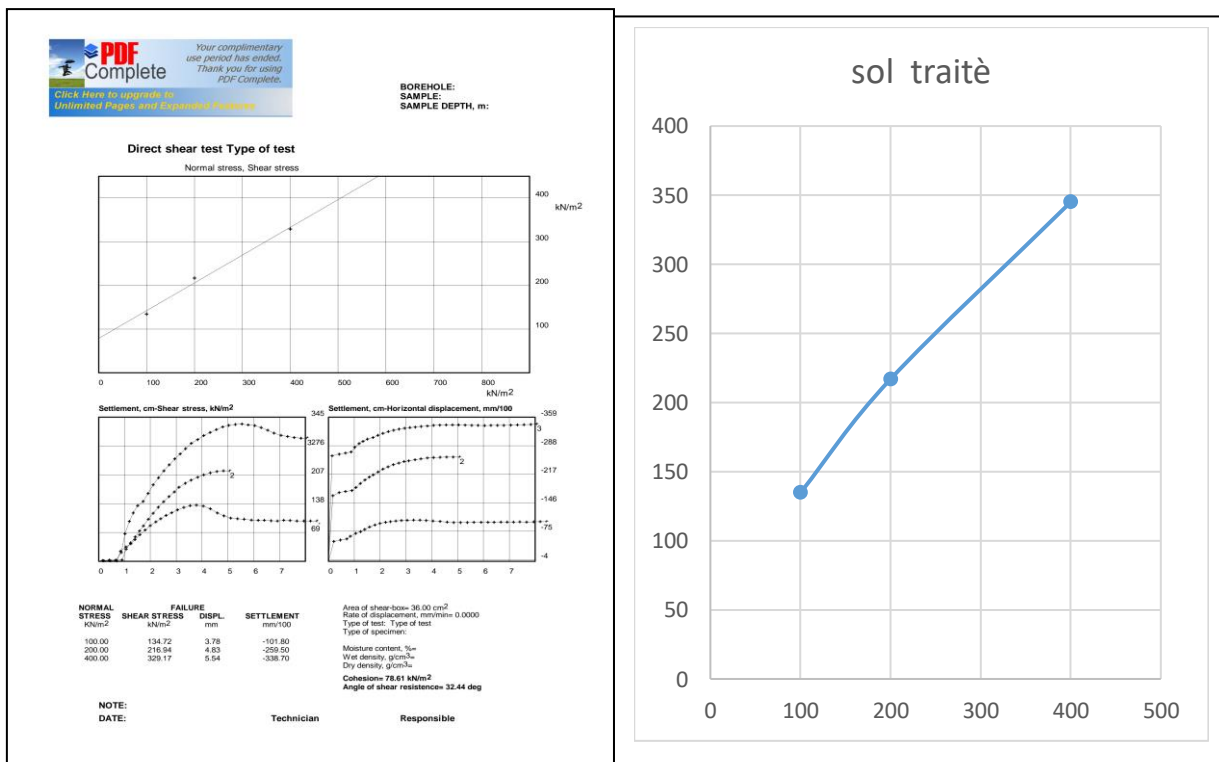 PDF
Complete
Your complimentary
use period has ended.
Thank you for using
PDF Complete.
Click Here to upgrade to
Unlimited Pages and Expanded Features
BOREHOLE:
SAMPLE:
SAMPLE DEPTH, m:
Direct shear test Type of test
Normal stress, Shear stress
400
kN/m2
300
200
100
0 100 200 300 400 500 600 700 800
kN/m2
Settlement, cm-Shear stress, kN/m2
345
3276
207
2
138
69
0 1 2 3 4 5 6 7
Settlement, cm-Horizontal displacement, mm/100
-359
3
-288
2
-217
-146
-75
-4
0 1 2 3 4 5 6 7
NORMAL FAILURE
STRESS SHEAR STRESS DISPL. SETTLEMENT
KN/m2 kN/m2 mm mm/100
100.00 134.72 3.78 -101.80
200.00 216.94 4.83 -259.50
400.00 329.17 5.54 -338.70
Area of shear-box= 36.00 cm2
Rate of displacement, mm/min= 0.0000
Type of test: Type of test
Type of specimen:
Moisture content, %=
Wet density, g/cm3=
Dry density, g/cm3=
Cohesion= 78.61 kN/m2
Angle of shear resistence= 32.44 deg
NOTE:
DATE: Technician Responsible
sol traitè
400
350
300
250
200
150
100
50
0
0 100 200 300 400 500